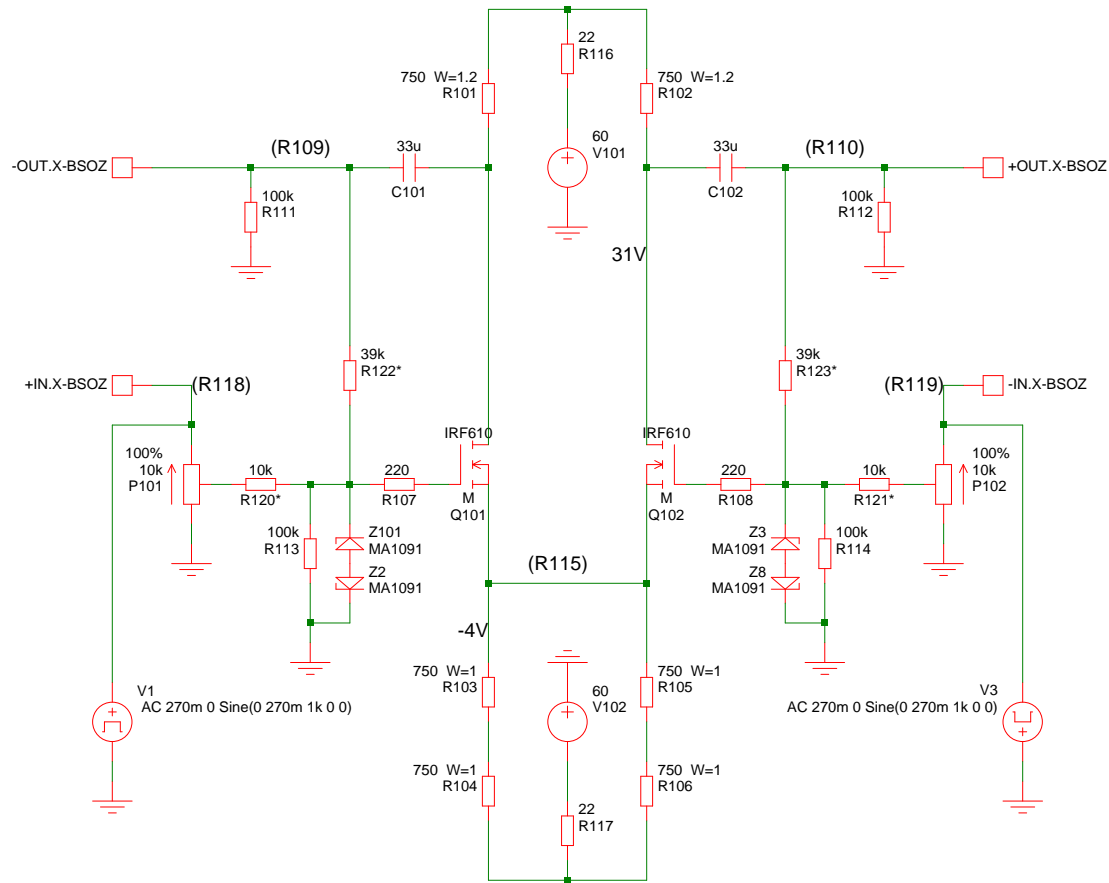 22
R116
750 W=1.2
R101
750 W=1.2
R102
60
V101
(R109)
33u
C101
33u
C102
(R110)
-OUT.X-BSOZ
+OUT.X-BSOZ
100k
R111
100k
R112
31V
39k
R122*
39k
R123*
+IN.X-BSOZ
(R118)
(R119)
-IN.X-BSOZ
IRF610
IRF610
100%
10k
P101
10k
R120*
220
R107
M
Q101
M
Q102
220
R108
10k
R121*
100%
10k
P102
100k
R113
Z101
MA1091
Z2
MA1091
Z3
MA1091
Z8
MA1091
100k
R114
(R115)
-4V
750 W=1
R103
60
V102
750 W=1
R105
V1
AC 270m 0 Sine(0 270m 1k 0 0)
V3
AC 270m 0 Sine(0 270m 1k 0 0)
750 W=1
R104
750 W=1
R106
22
R117